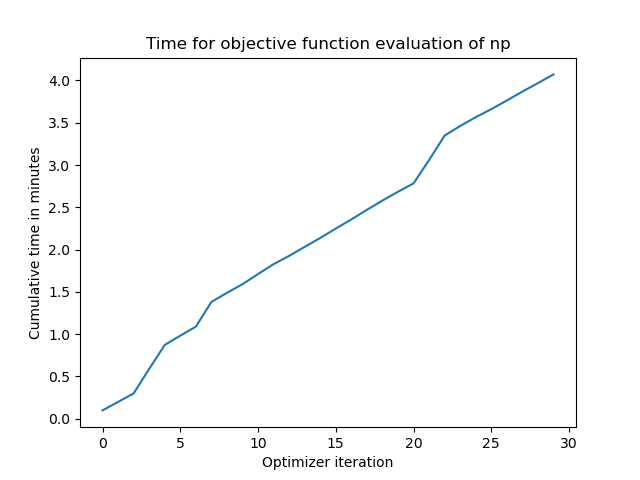 Time for objective function evaluation of np
Cumulative time in minutes
4.0
3.5
3.0
2.5
2.0
1.5
1.0
0.5
0.0
0 5 10 15 20 25 30
Optimizer iteration